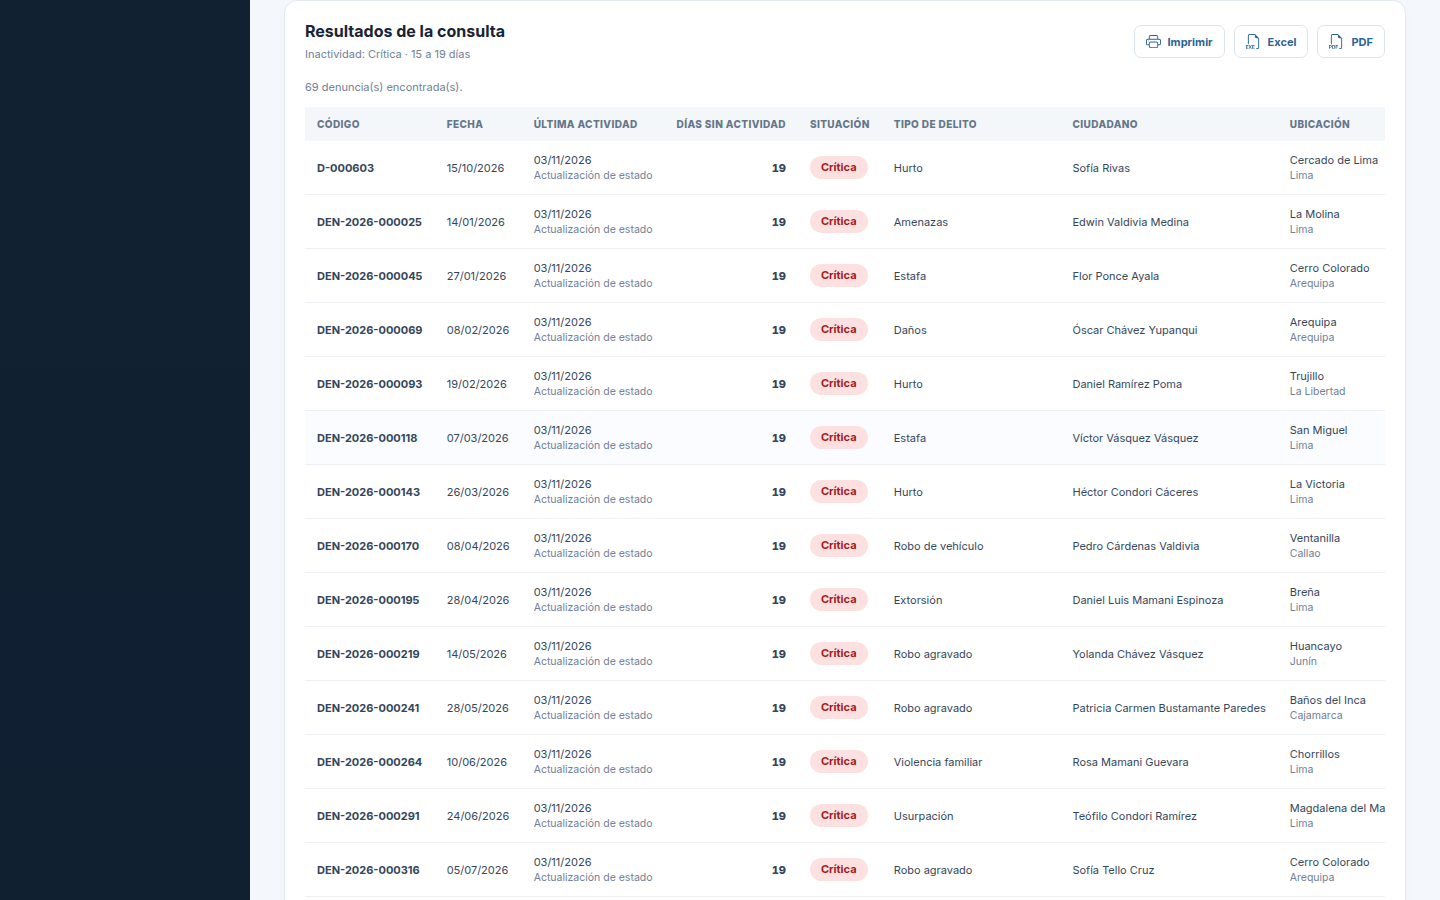 Resultados de la consulta
Inactividad: Crítica · 15 a 19 días
Imprimir Excel PDF
69 denuncia(s) encontrada(s).
CÓDIGO FECHA ÚLTIMA ACTIVIDAD DÍAS SIN ACTIVIDAD SITUACIÓN TIPO DE DELITO CIUDADANO UBICACIÓN
D-000603 15/10/2026 03/11/2026 19 Crítica Hurto Sofía Rivas Cercado de Lima
Actualización de estado Lima
DEN-2026-000025 14/01/2026 03/11/2026 19 Crítica Amenazas Edwin Valdivia Medina La Molina
Actualización de estado Lima
DEN-2026-000045 27/01/2026 03/11/2026 19 Crítica Estafa Flor Ponce Ayala Cerro Colorado
Actualización de estado Arequipa
DEN-2026-000069 08/02/2026 03/11/2026 19 Crítica Daños Óscar Chávez Yupanqui Arequipa
Actualización de estado Arequipa
DEN-2026-000093 19/02/2026 03/11/2026 19 Crítica Hurto Daniel Ramírez Poma Trujillo
Actualización de estado La Libertad
DEN-2026-000118 07/03/2026 03/11/2026 19 Crítica Estafa Víctor Vásquez Vásquez San Miguel
Actualización de estado Lima
DEN-2026-000143 26/03/2026 03/11/2026 19 Crítica Hurto Héctor Condori Cáceres La Victoria
Actualización de estado Lima
DEN-2026-000170 08/04/2026 03/11/2026 19 Crítica Robo de vehículo Pedro Cárdenas Valdivia Ventanilla
Actualización de estado Callao
DEN-2026-000195 28/04/2026 03/11/2026 19 Crítica Extorsión Daniel Luis Mamani Espinoza Breña
Actualización de estado Lima
DEN-2026-000219 14/05/2026 03/11/2026 19 Crítica Robo agravado Yolanda Chávez Vásquez Huancayo
Actualización de estado Junín
DEN-2026-000241 28/05/2026 03/11/2026 19 Crítica Robo agravado Patricia Carmen Bustamante Paredes Baños del Inca
Actualización de estado Cajamarca
DEN-2026-000264 10/06/2026 03/11/2026 19 Crítica Violencia familiar Rosa Mamani Guevara Chorrillos
Actualización de estado Lima
DEN-2026-000291 24/06/2026 03/11/2026 19 Crítica Usurpación Teófilo Condori Ramírez Magdalena del Ma
Actualización de estado Lima
DEN-2026-000316 05/07/2026 03/11/2026 19 Crítica Robo agravado Sofía Tello Cruz Cerro Colorado
Actualización de estado Arequipa